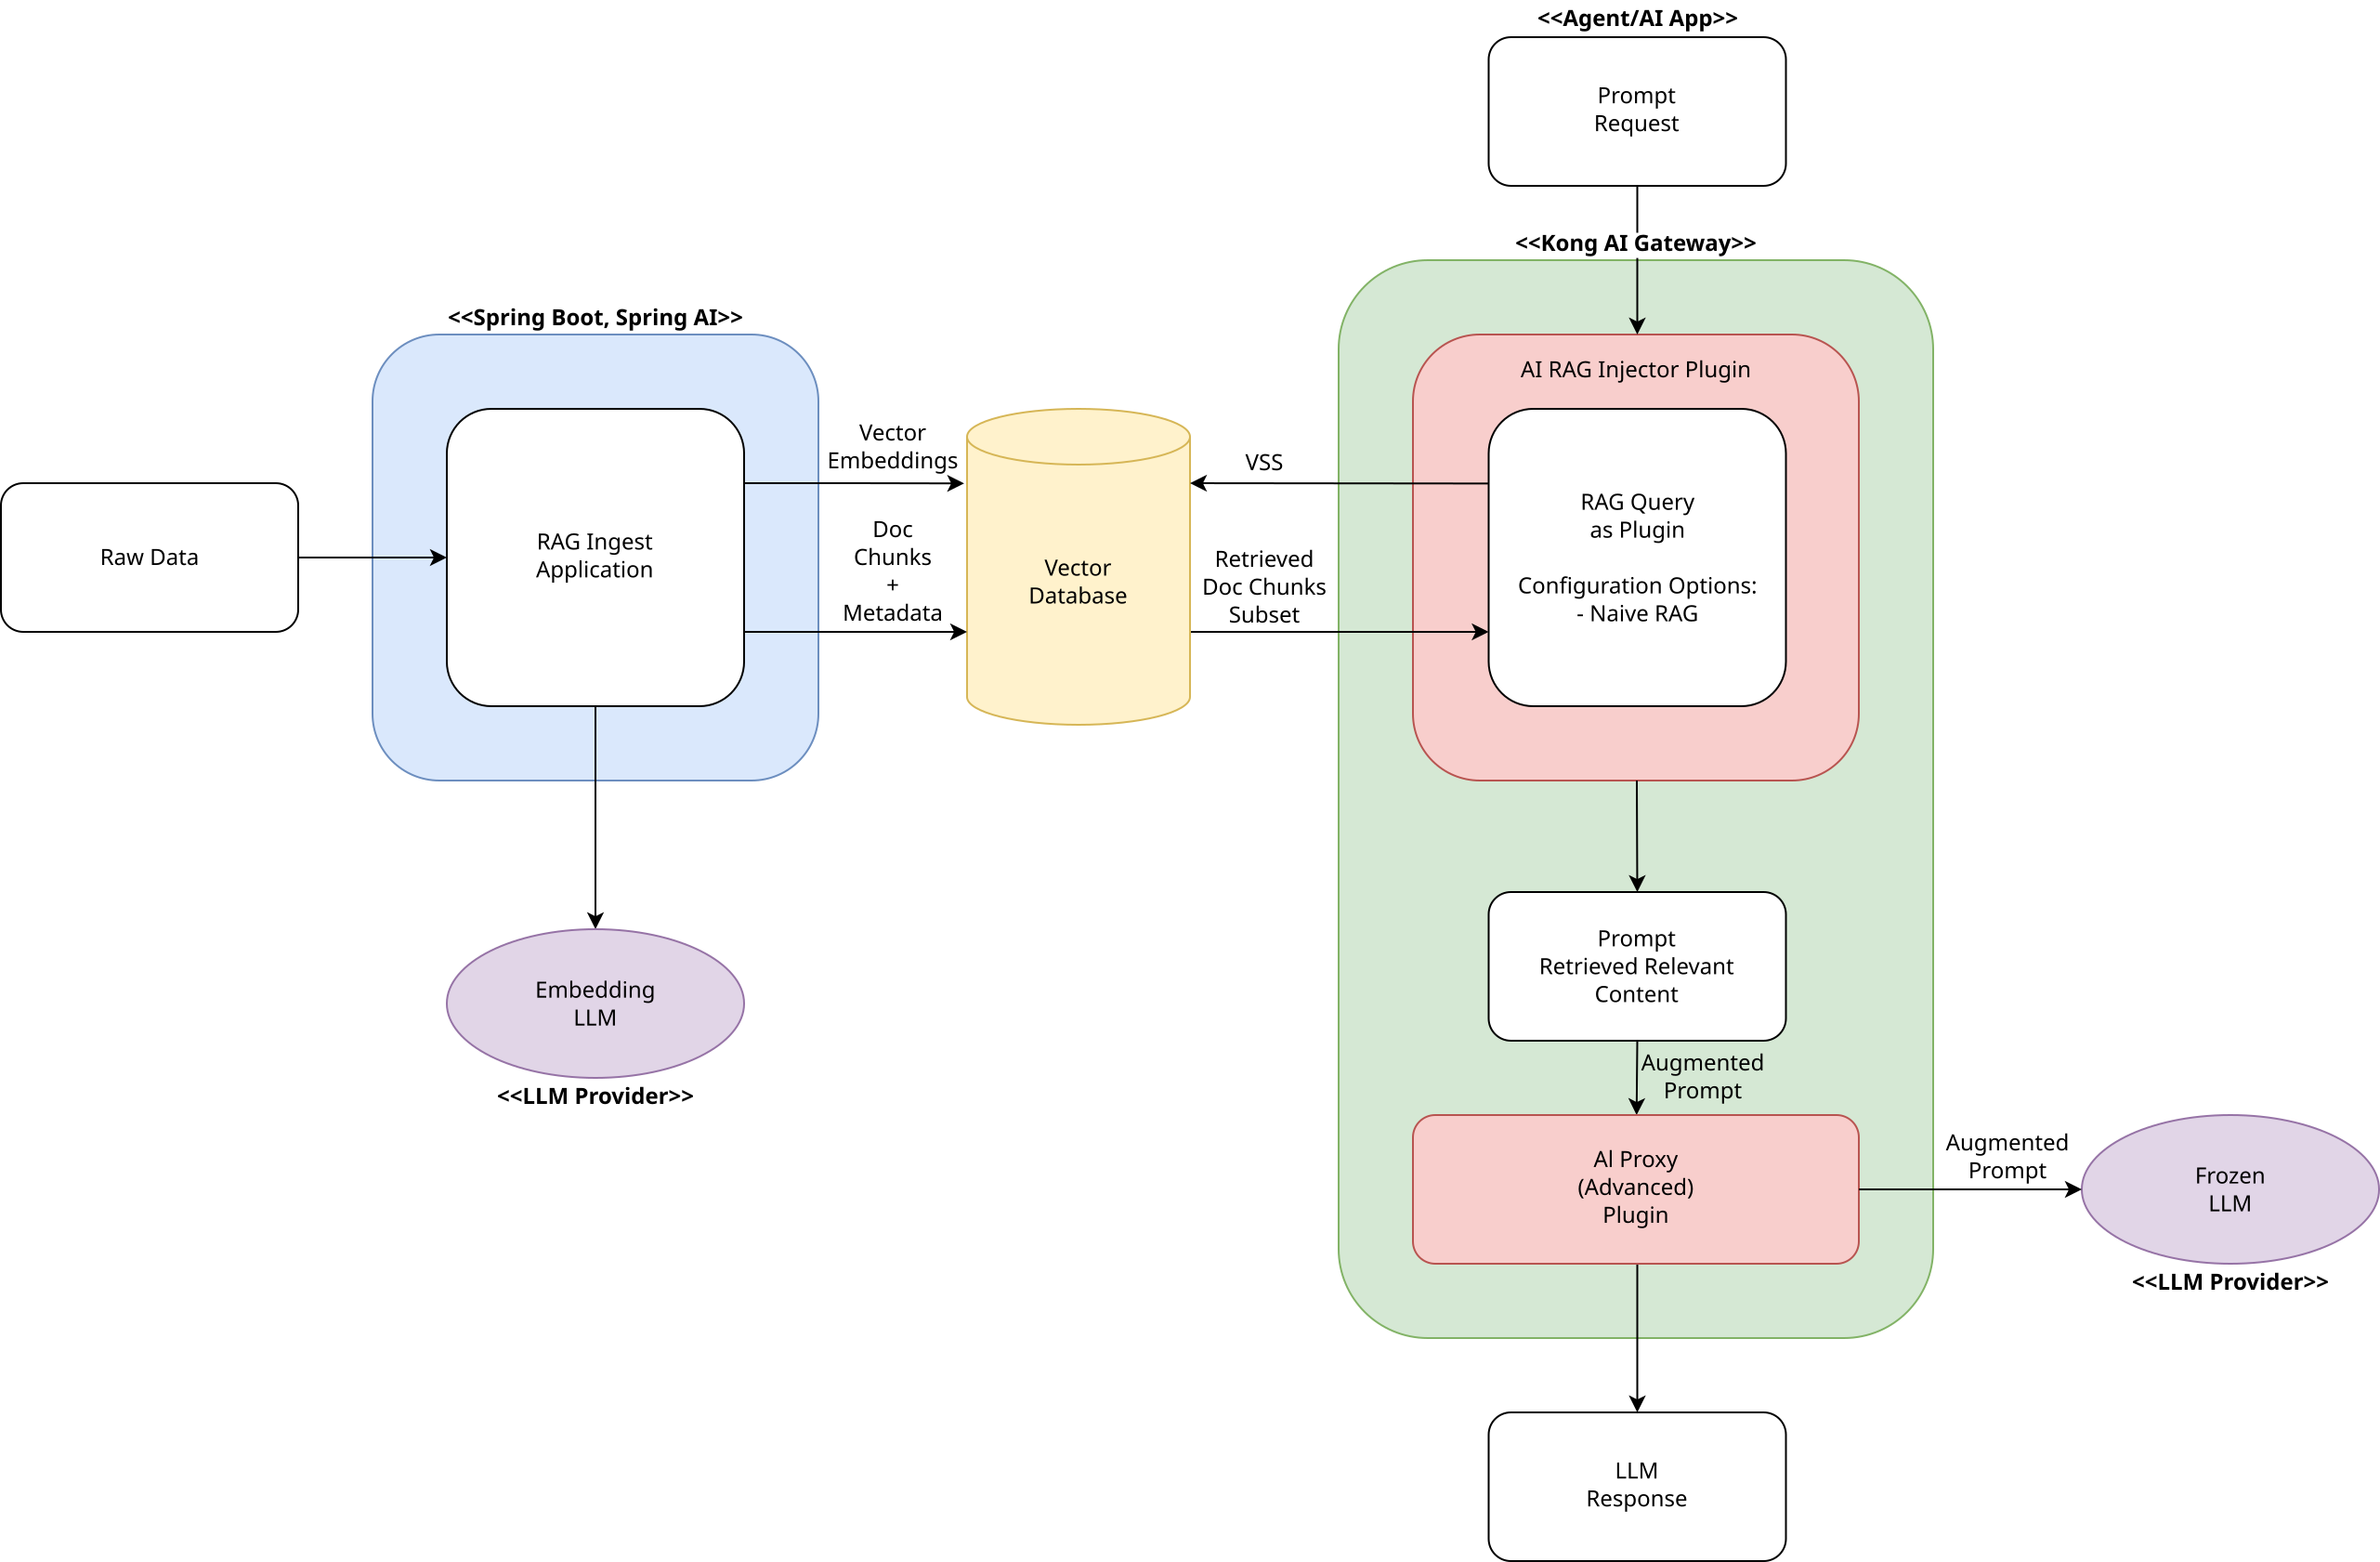 <<Agent/AI App>>
Prompt
Request
<<Kong AI Gateway>>
<<Spring Boot, Spring AI>>
AI RAG Injector Plugin
Raw Data
RAG Ingest
Application
Vector
Embeddings
Doc
Chunks
+
Metadata
Vector
Database
VSS
Retrieved
Doc Chunks
Subset
RAG Query
as Plugin
Configuration Options:
- Naive RAG
Embedding
LLM
<<LLM Provider>>
Prompt
Retrieved Relevant
Content
Augmented
Prompt
Al Proxy
(Advanced)
Plugin
Augmented
Prompt
Frozen
LLM
<<LLM Provider>>
LLM
Response